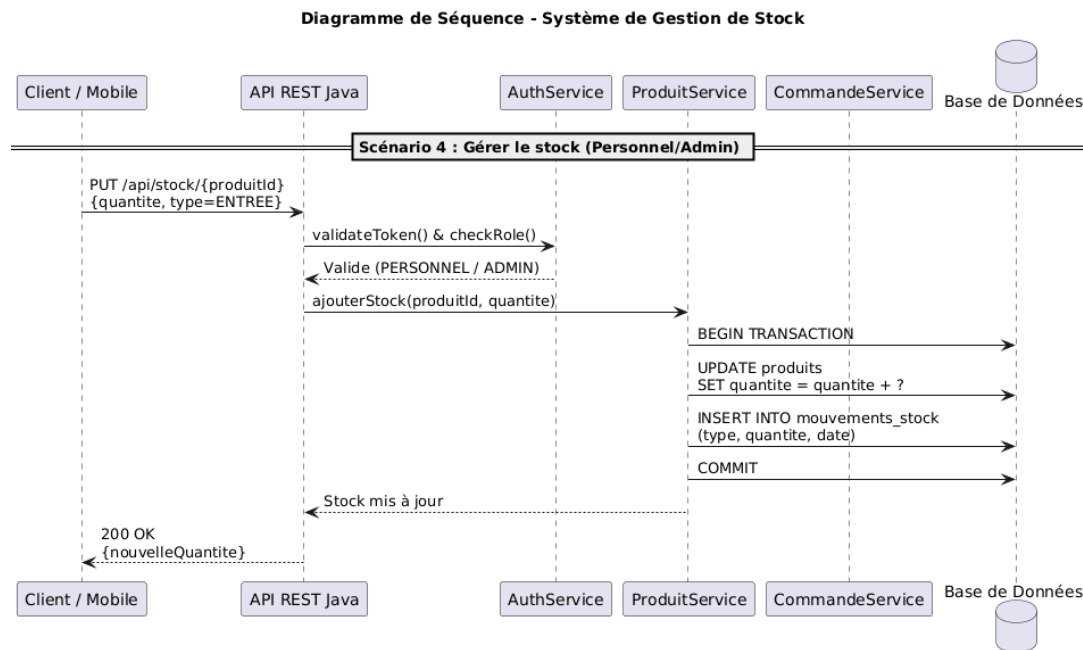 Diagramme de Séquence - Système de Gestion de Stock
Client / Mobile
API REST Java
AuthService
ProduitService
CommandeService
Base de Données
Scénario 4 : Gérer le stock (Personnel/Admin)
PUT /api/stock/{produitId}
{quantite, type=ENTREE}
validateToken() & checkRole()
Valide (PERSONNEL / ADMIN)
ajouterStock(produitId, quantite)
BEGIN TRANSACTION
UPDATE produits
SET quantite = quantite + ?
INSERT INTO mouvements_stock
(type, quantite, date)
COMMIT
Stock mis à jour
200 OK
{nouvelleQuantite}
Client / Mobile
API REST Java
AuthService
ProduitService
CommandeService
Base de Données